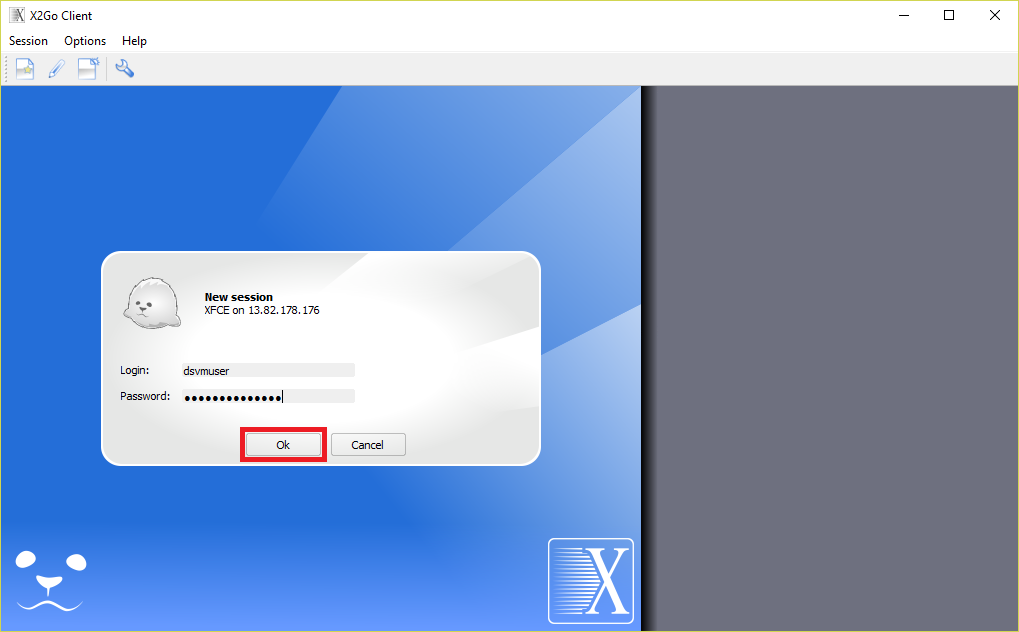 X2Go Client
Session Options Help
New session
XFCE on 13.82.178.176
Login: dsvmuser
Password: ●●●●●●●●●●●●●●
Ok Cancel
X